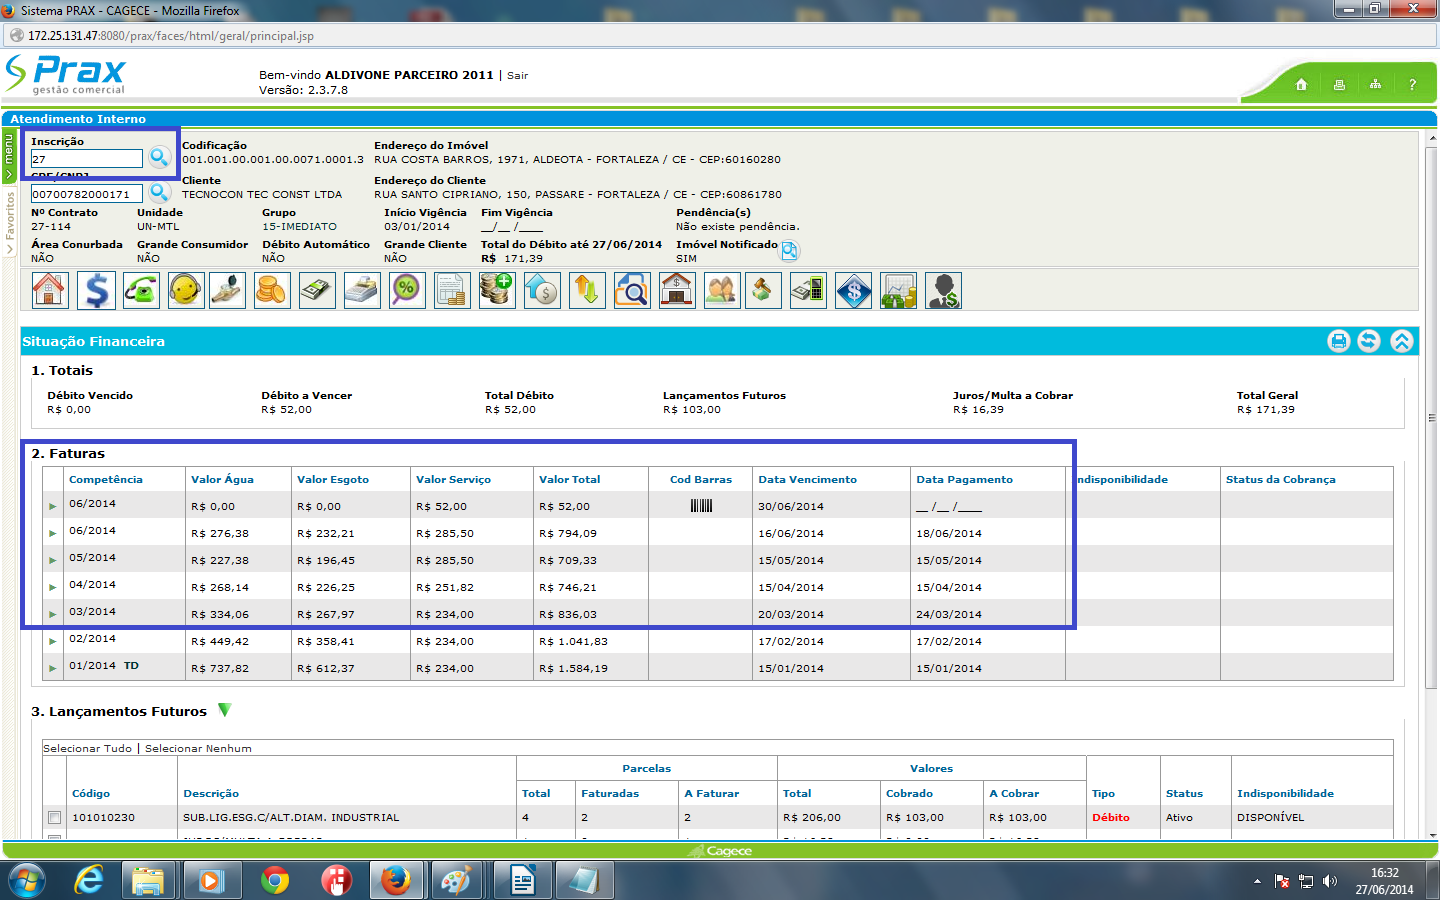 Sistema PRAX - CAGECE - Mozilla Firefox
172.25.131.47:8080/prax/faces/html/geral/principal.jsp
Prax
gestão comercial
Bem-vindo ALDIVONE PARCEIRO 2011 | Sair
Versão: 2.3.7.8
?
Atendimento Interno
menu
Favoritos
Inscrição
27
Codificação
001.001.00.001.00.0071.0001.3
Endereço do Imóvel
RUA COSTA BARROS, 1971, ALDEOTA - FORTALEZA / CE - CEP:60160280
CPF/CNPJ
00700782000171
Cliente
TECNOCON TEC CONST LTDA
Endereço do Cliente
RUA SANTO CIPRIANO, 150, PASSARE - FORTALEZA / CE - CEP:60861780
Nº Contrato Unidade Grupo Início Vigência Fim Vigência Pendência(s)
27-114 UN-MTL 15-IMEDIATO 03/01/2014 __/__ /____ Não existe pendência.
Área Conurbada Grande Consumidor Débito Automático Grande Cliente Total do Débito até 27/06/2014 Imóvel Notificado
NÃO NÃO NÃO NÃO R$ 171,39 SIM
Situação Financeira
1. Totais
Débito Vencido Débito a Vencer Total Débito Lançamentos Futuros Juros/Multa a Cobrar Total Geral
R$ 0,00 R$ 52,00 R$ 52,00 R$ 103,00 R$ 16,39 R$ 171,39
2. Faturas
Competência Valor Água Valor Esgoto Valor Serviço Valor Total Cod Barras Data Vencimento Data Pagamento ndisponibilidade Status da Cobrança
06/2014 R$ 0,00 R$ 0,00 R$ 52,00 R$ 52,00 30/06/2014 __ /__ /____
06/2014 R$ 276,38 R$ 232,21 R$ 285,50 R$ 794,09 16/06/2014 18/06/2014
05/2014 R$ 227,38 R$ 196,45 R$ 285,50 R$ 709,33 15/05/2014 15/05/2014
04/2014 R$ 268,14 R$ 226,25 R$ 251,82 R$ 746,21 15/04/2014 15/04/2014
03/2014 R$ 334,06 R$ 267,97 R$ 234,00 R$ 836,03 20/03/2014 24/03/2014
02/2014 R$ 449,42 R$ 358,41 R$ 234,00 R$ 1.041,83 17/02/2014 17/02/2014
01/2014 TD R$ 737,82 R$ 612,37 R$ 234,00 R$ 1.584,19 15/01/2014 15/01/2014
3. Lançamentos Futuros
Selecionar Tudo | Selecionar Nenhum
Parcelas Valores
Código Descrição Total Faturadas A Faturar Total Cobrado A Cobrar Tipo Status Indisponibilidade
101010230 SUB.LIG.ESG.C/ALT.DIAM. INDUSTRIAL 4 2 2 R$ 206,00 R$ 103,00 R$ 103,00 Débito Ativo DISPONÍVEL
Cagece
16:32
27/06/2014